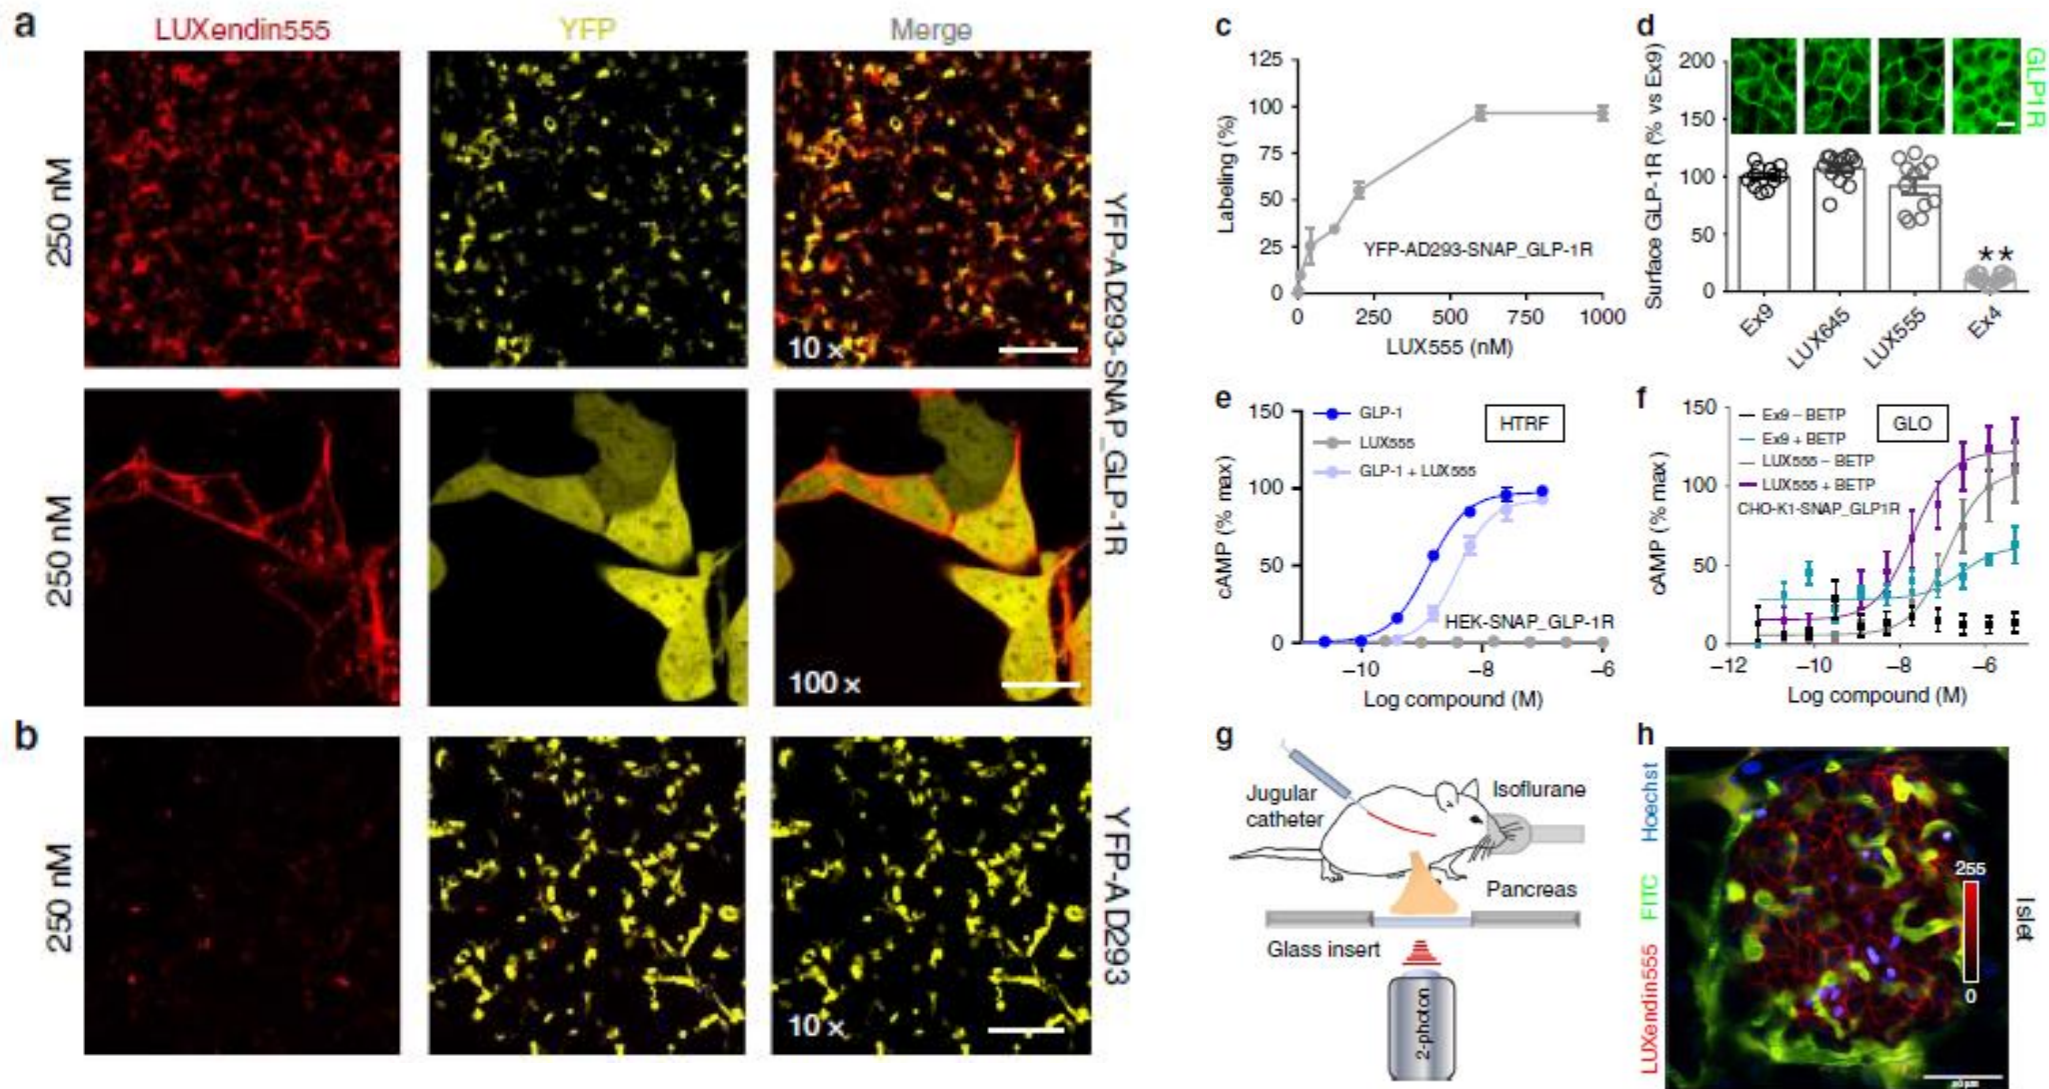 a
LUXendin555
YFP
Merge
250 nM
10 x
250 nM
100 x
YFP-AD293-SNAP_GLP-1R
b
250 nM
10 x
YFP-AD293
c
Labeling (%)
125
100
75
50
25
0
YFP-AD293-SNAP_GLP-1R
0 250 500 750 1000
LUX555 (nM)
d
Surface GLP-1R (% vs Ex9)
200
150
100
50
0
GLP1R
**
Ex9
LUX645
LUX555
Ex4
e
cAMP (% max)
150
100
50
0
GLP-1
LUX555
GLP-1 + LUX555
HTRF
HEK-SNAP_GLP-1R
–10 –8 –6
Log compound (M)
f
cAMP (% max)
150
100
50
0
Ex9 – BETP
Ex9 + BETP
LUX555 – BETP
LUX555 + BETP
CHO-K1-SNAP_GLP1R
GLO
–12 –10 –8 –6
Log compound (M)
g
Jugular
catheter
Isoflurane
Pancreas
Glass insert
2-photon
h
LUXendin555 FITC Hoechst
255
0
Islet